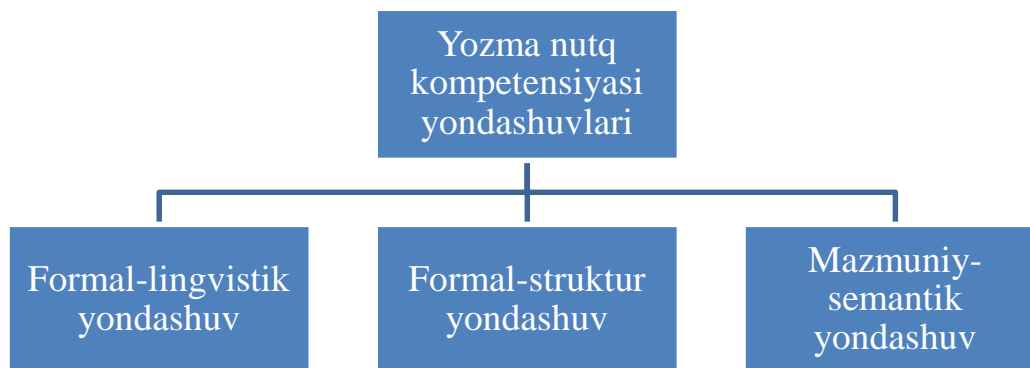 Yozma nutq
kompetensiyasi
yondashuvlari
Formal-lingvistik
yondashuv
Formal-struktur
yondashuv
Mazmuniy-
semantik
yondashuv